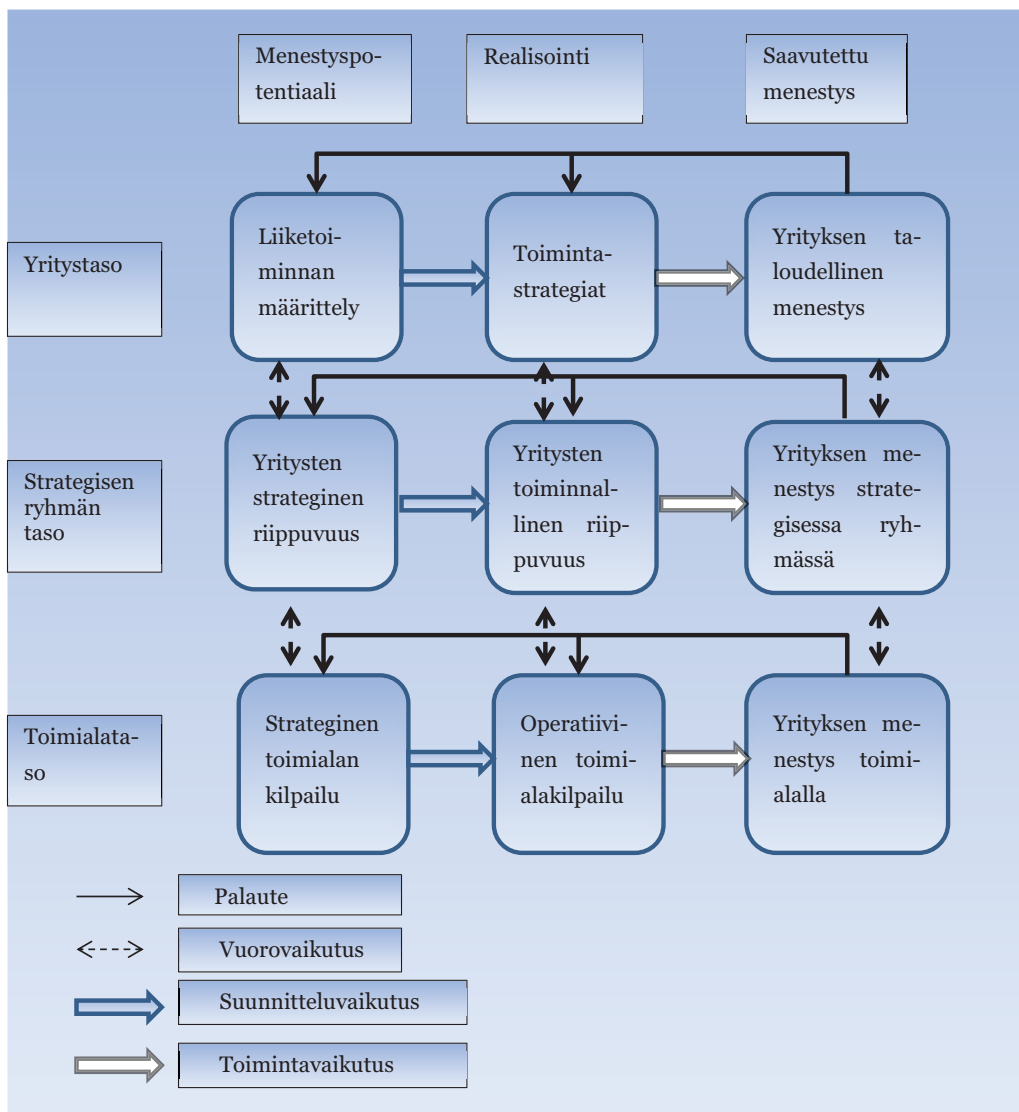 Menestyspo-
tentiaali
Realisointi
Saavutettu
menestys
Yritystaso
Liiketoi-
minnan
määrittely
Toiminta-
strategiat
Yrityksen ta-
loudellinen
menestys
Strategisen
ryhmän
taso
Yritysten
strateginen
riippuvuus
Yritysten
toiminnal-
linen riip-
puvuus
Yrityksen me-
nestys strate-
gisessa ryh-
mässä
Toimialata-
so
Strateginen
toimialan
kilpailu
Operatiivi-
nen toimi-
alakilpailu
Yrityksen me-
nestys toimi-
alalla
Palaute
Vuorovaikutus
Suunnitteluvaikutus
Toimintavaikutus